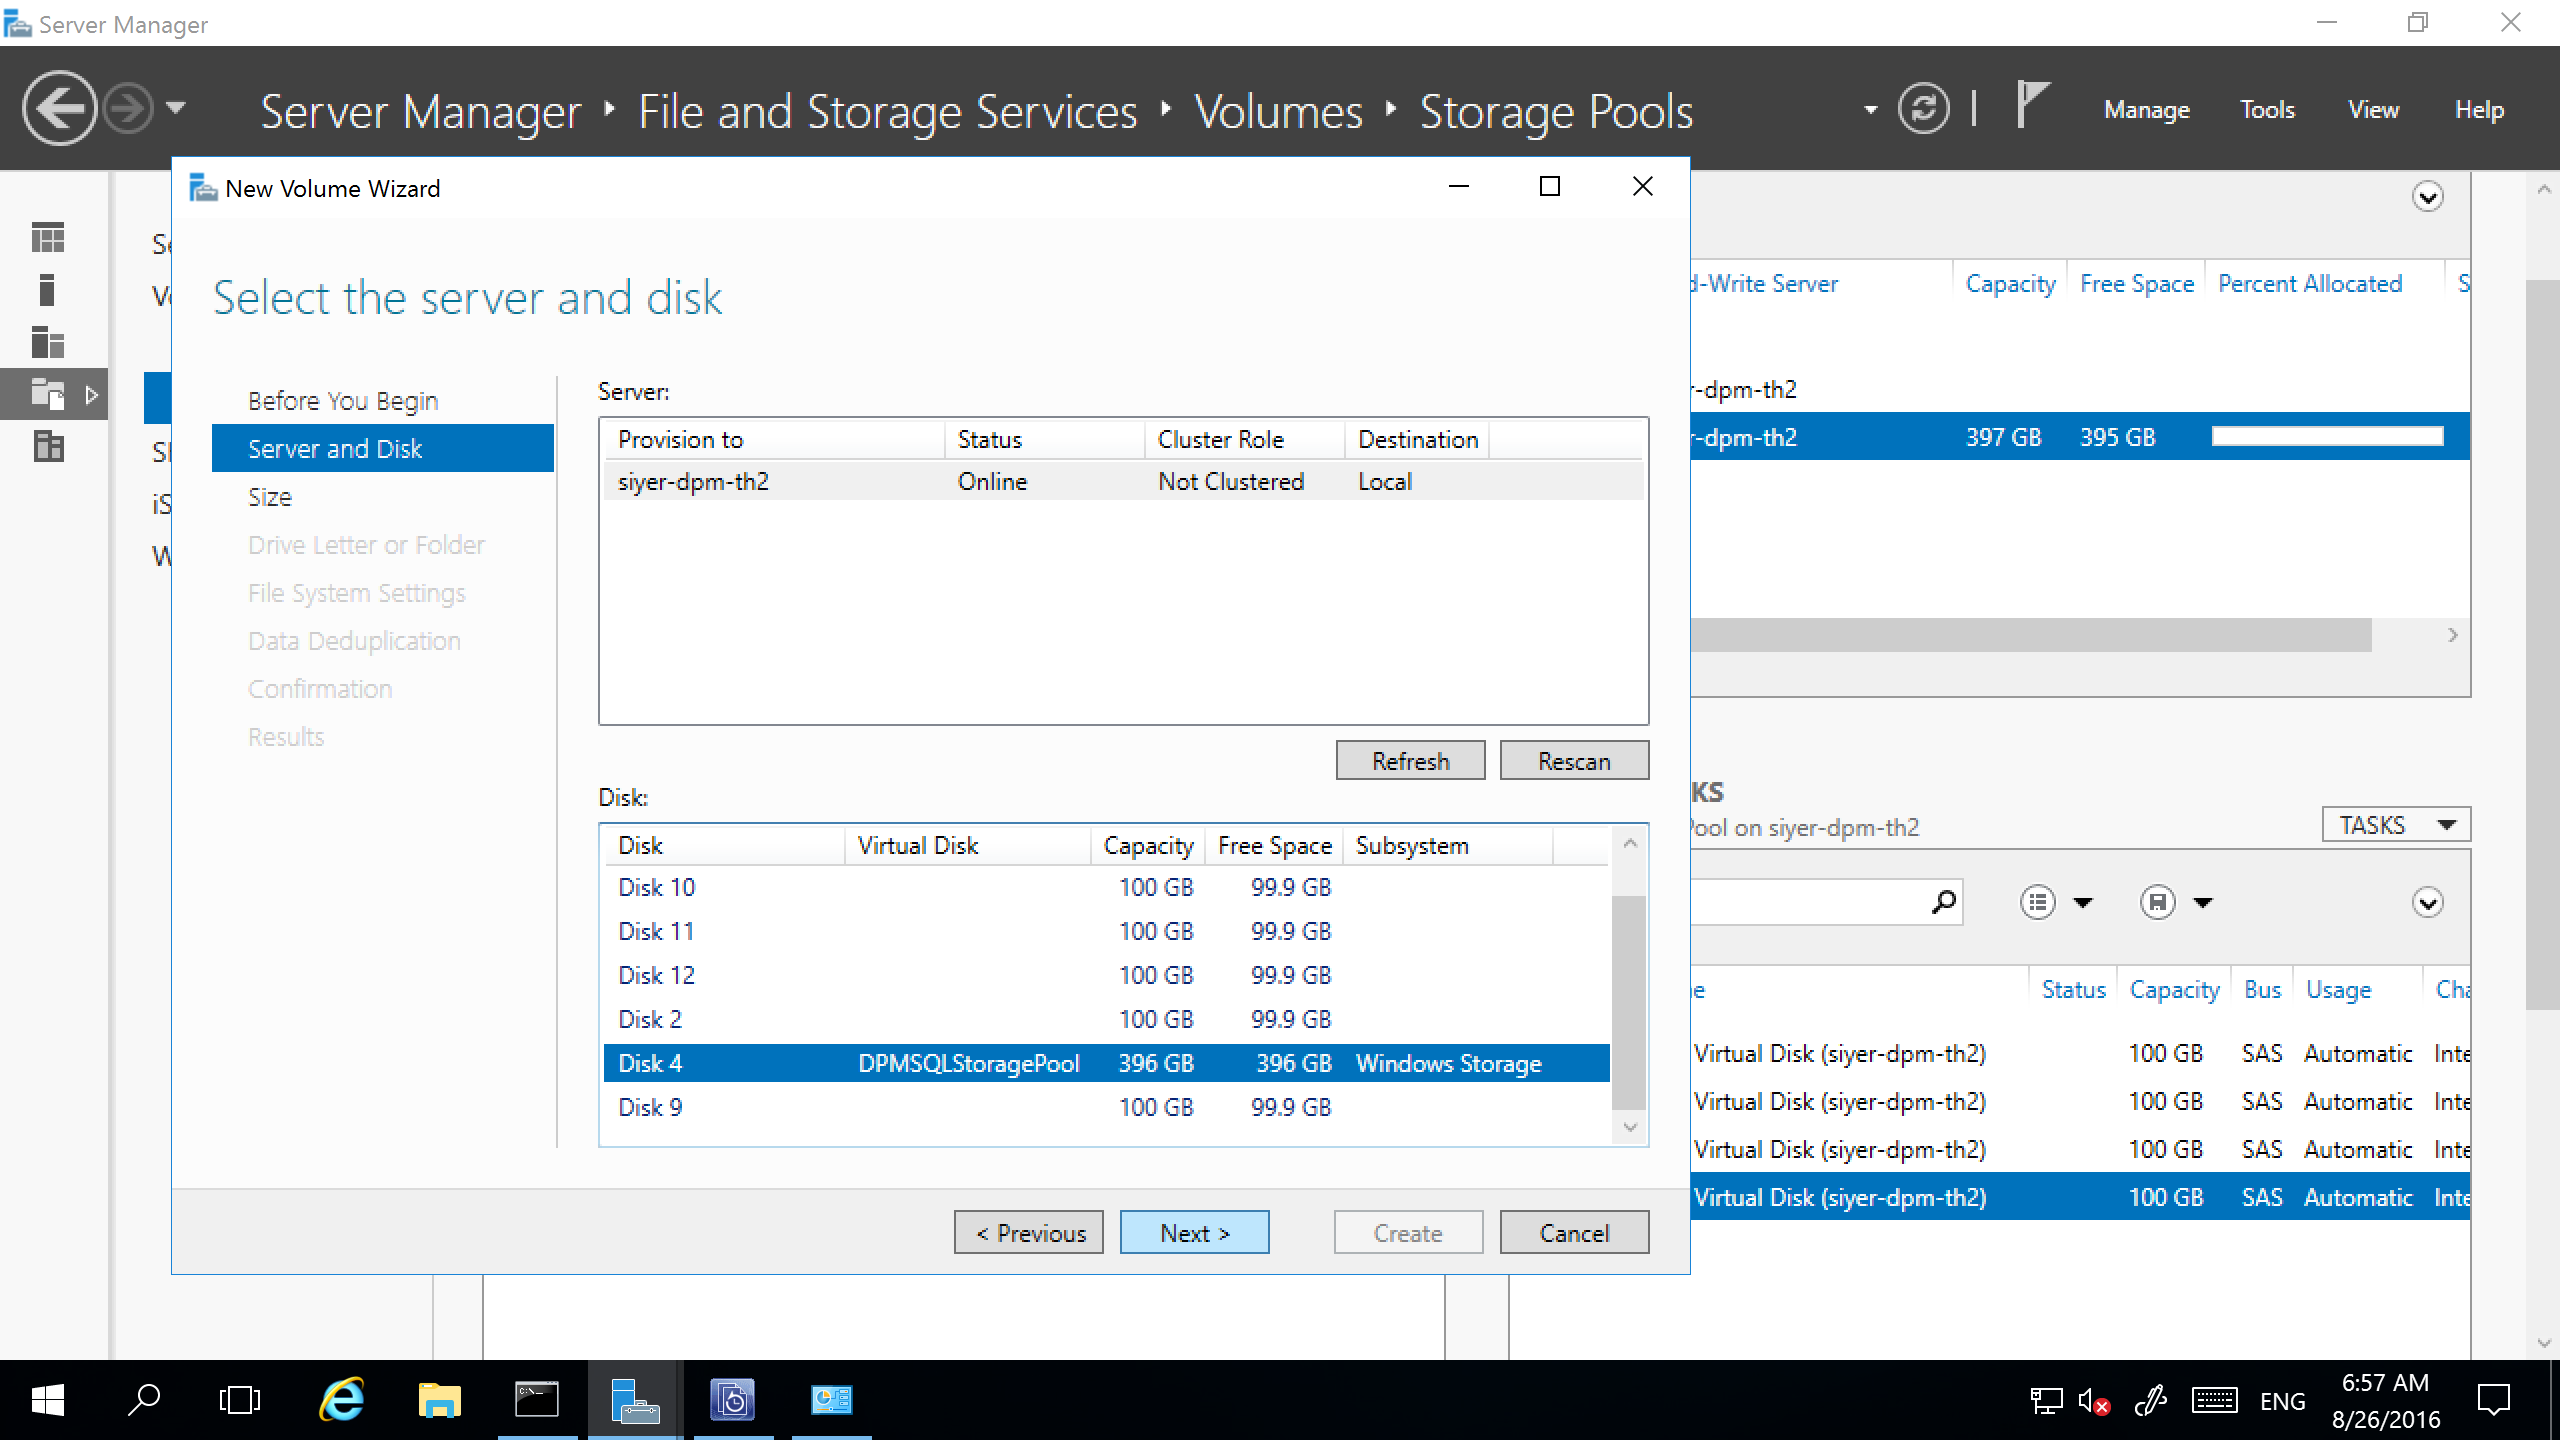 Server Manager
Server Manager ‣ File and Storage Services ‣ Volumes ‣ Storage Pools
Manage Tools View Help
New Volume Wizard
Select the server and disk
Before You Begin
Server and Disk
Size
Drive Letter or Folder
File System Settings
Data Deduplication
Confirmation
Results
Server:
Provision to Status Cluster Role Destination
siyer-dpm-th2 Online Not Clustered Local
Refresh Rescan
Disk:
Disk Virtual Disk Capacity Free Space Subsystem
Disk 10 100 GB 99.9 GB
Disk 11 100 GB 99.9 GB
Disk 12 100 GB 99.9 GB
Disk 2 100 GB 99.9 GB
Disk 4 DPMSQLStoragePool 396 GB 396 GB Windows Storage
Disk 9 100 GB 99.9 GB
< Previous Next > Create Cancel
d-Write Server Capacity Free Space Percent Allocated S
r-dpm-th2
r-dpm-th2 397 GB 395 GB
KS
Pool on siyer-dpm-th2
TASKS
e Status Capacity Bus Usage Cha
Virtual Disk (siyer-dpm-th2) 100 GB SAS Automatic Inte
Virtual Disk (siyer-dpm-th2) 100 GB SAS Automatic Inte
Virtual Disk (siyer-dpm-th2) 100 GB SAS Automatic Inte
Virtual Disk (siyer-dpm-th2) 100 GB SAS Automatic Inte
Se
Vo
Sh
iS
W
ENG
6:57 AM
8/26/2016